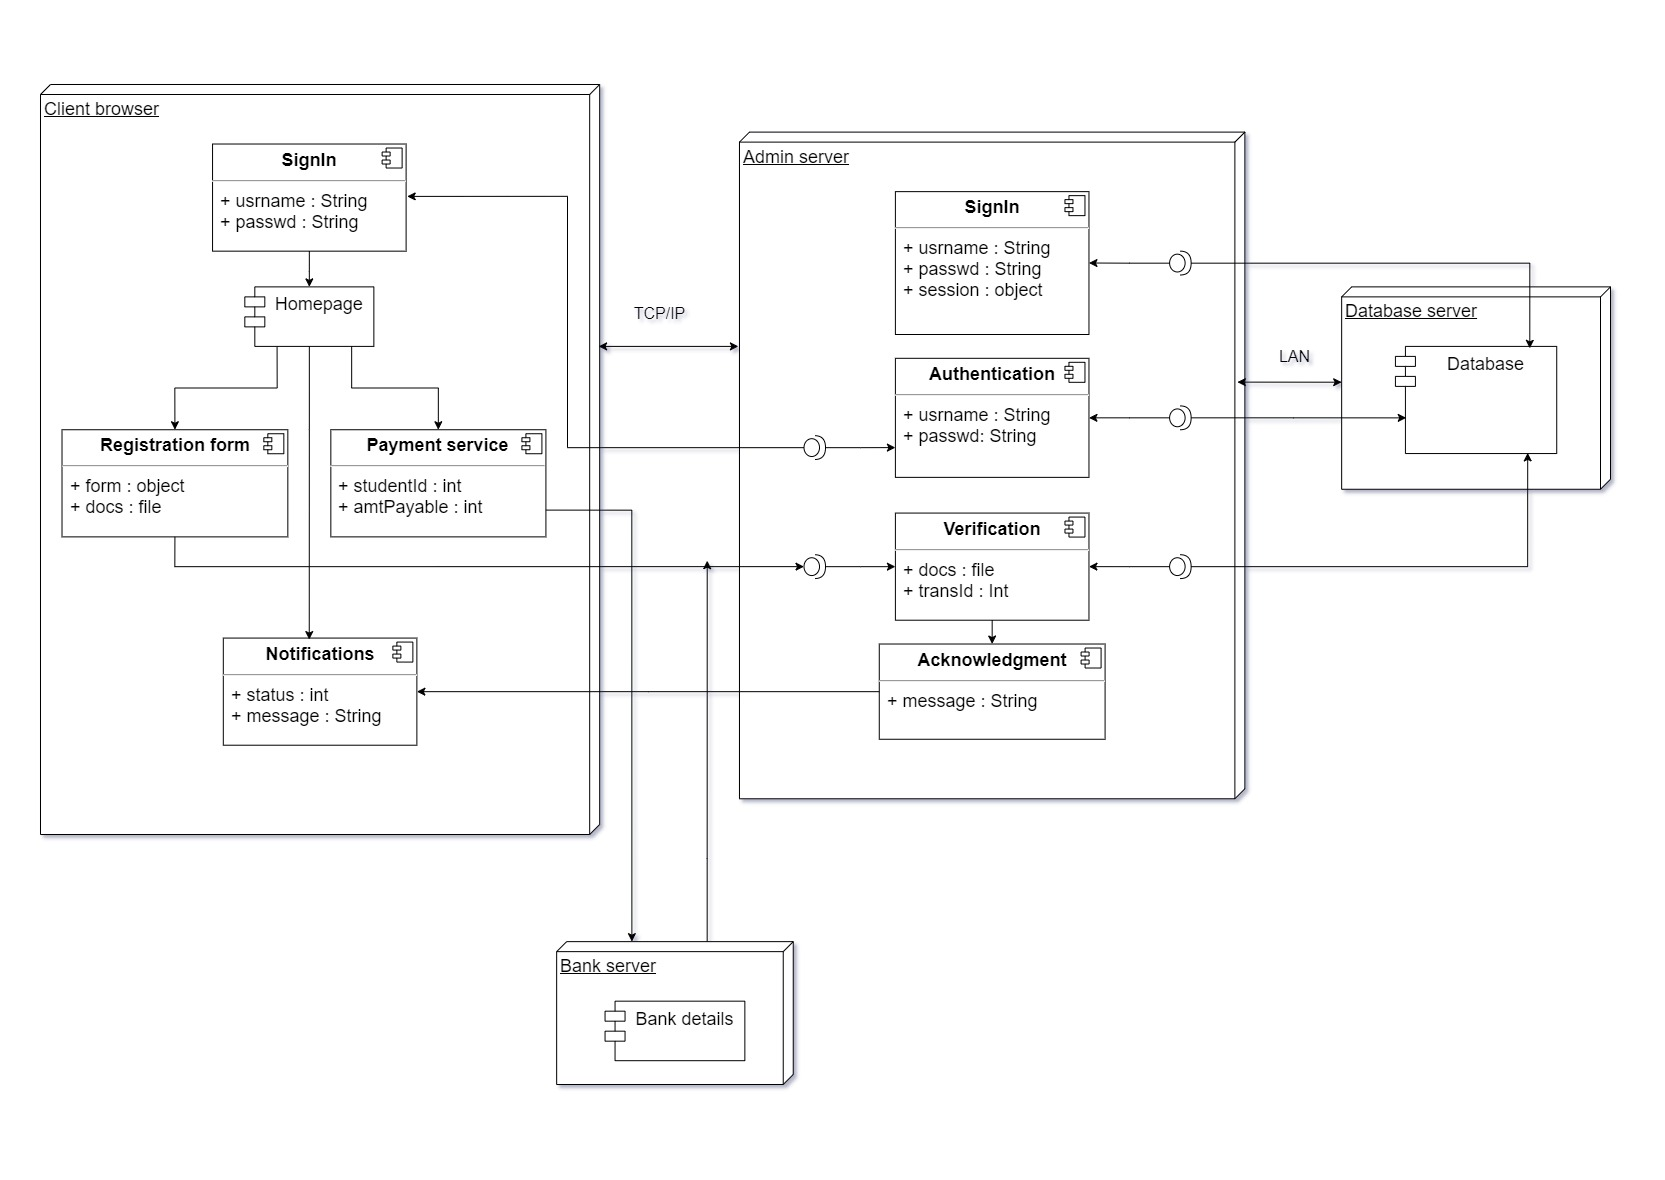 Client browser
SignIn
+ usrname : String
+ passwd : String
Homepage
Registration form
+ form : object
+ docs : file
Payment service
+ studentId : int
+ amtPayable : int
Notifications
+ status : int
+ message : String
TCP/IP
Admin server
SignIn
+ usrname : String
+ passwd : String
+ session : object
Authentication
+ usrname : String
+ passwd: String
Verification
+ docs : file
+ transId : Int
Acknowledgment
+ message : String
LAN
Database server
Database
Bank server
Bank details